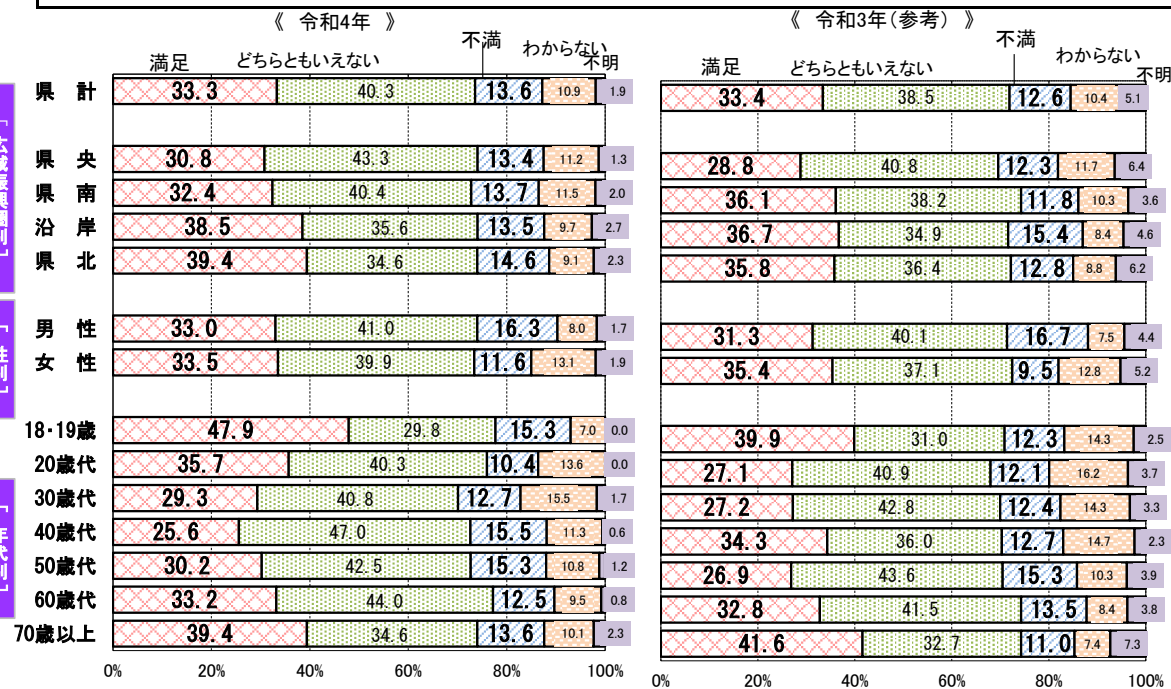 《 令和4年 》
《 令和3年(参考) 》
満足 どちらともいえない 不満 わからない 不明
満足 どちらともいえない 不満 わからない 不明
県 計 33.3 40.3 13.6 10.9 1.9
33.4 38.5 12.6 10.4 5.1
「 広域振興圏別 」
県 央 30.8 43.3 13.4 11.2 1.3
28.8 40.8 12.3 11.7 6.4
県 南 32.4 40.4 13.7 11.5 2.0
36.1 38.2 11.8 10.3 3.6
沿 岸 38.5 35.6 13.5 9.7 2.7
36.7 34.9 15.4 8.4 4.6
県 北 39.4 34.6 14.6 9.1 2.3
35.8 36.4 12.8 8.8 6.2
「 性別 」
男 性 33.0 41.0 16.3 8.0 1.7
31.3 40.1 16.7 7.5 4.4
女 性 33.5 39.9 11.6 13.1 1.9
35.4 37.1 9.5 12.8 5.2
「 年代別 」
18・19歳 47.9 29.8 15.3 7.0 0.0
39.9 31.0 12.3 14.3 2.5
20歳代 35.7 40.3 10.4 13.6 0.0
27.1 40.9 12.1 16.2 3.7
30歳代 29.3 40.8 12.7 15.5 1.7
27.2 42.8 12.4 14.3 3.3
40歳代 25.6 47.0 15.5 11.3 0.6
34.3 36.0 12.7 14.7 2.3
50歳代 30.2 42.5 15.3 10.8 1.2
26.9 43.6 15.3 10.3 3.9
60歳代 33.2 44.0 12.5 9.5 0.8
32.8 41.5 13.5 8.4 3.8
70歳以上 39.4 34.6 13.6 10.1 2.3
41.6 32.7 11.0 7.4 7.3
0% 20% 40% 60% 80% 100%
0% 20% 40% 60% 80% 100%